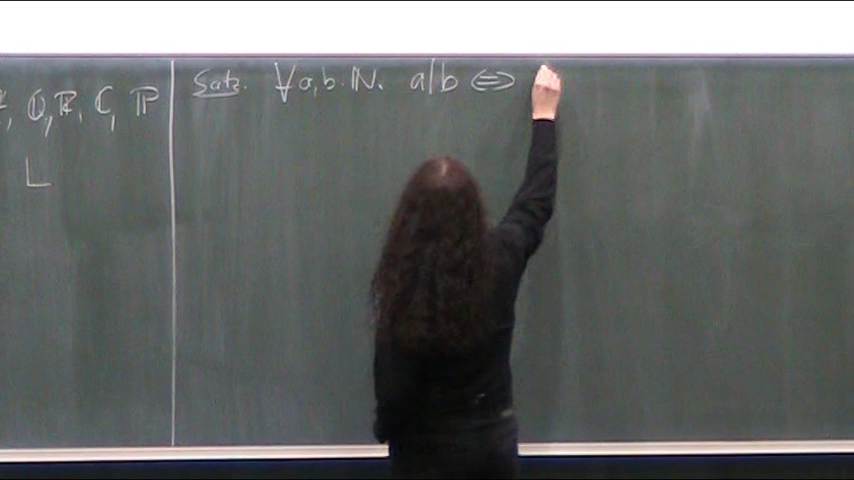 ℚ, ℝ, ℂ, ℙ
L
Satz. ∀a,b:ℕ. a|b ⇔